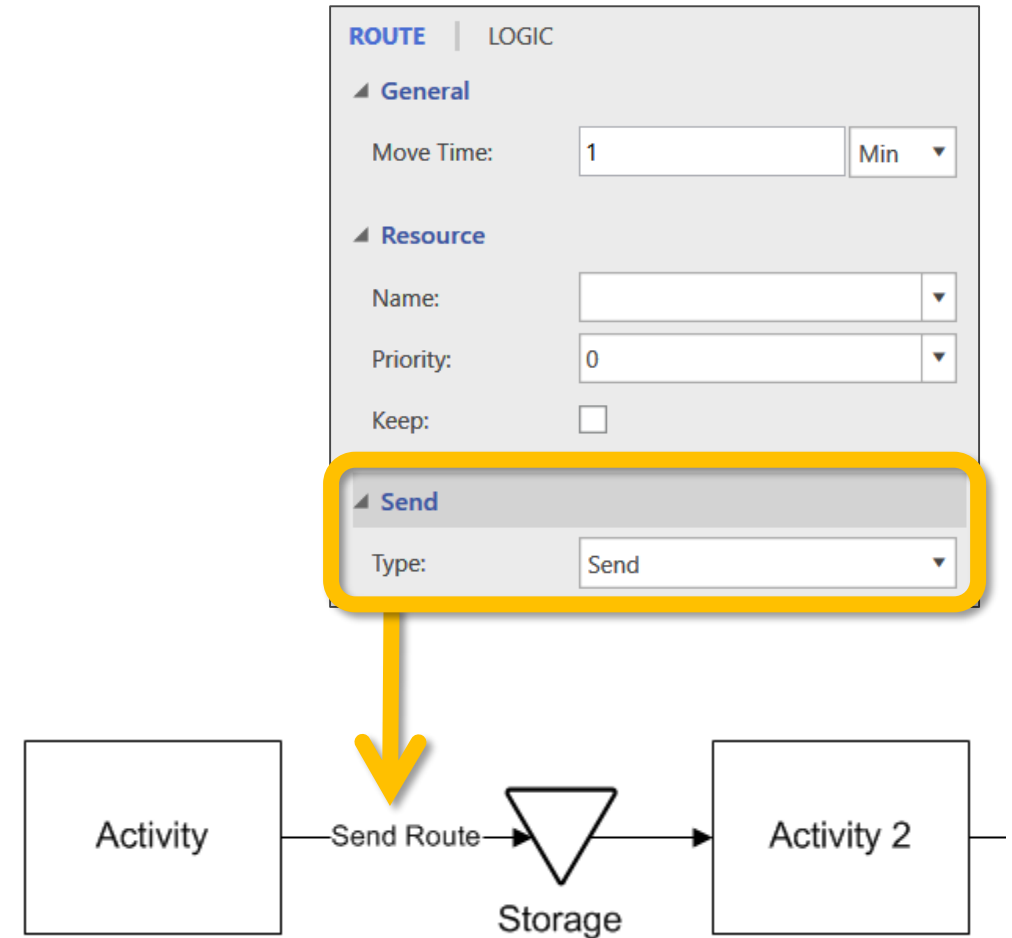 ROUTE | LOGIC
General
Move Time: 1 Min
Resource
Name:
Priority: 0
Keep:
Send
Type: Send
Activity
Send Route
Activity 2
Storage